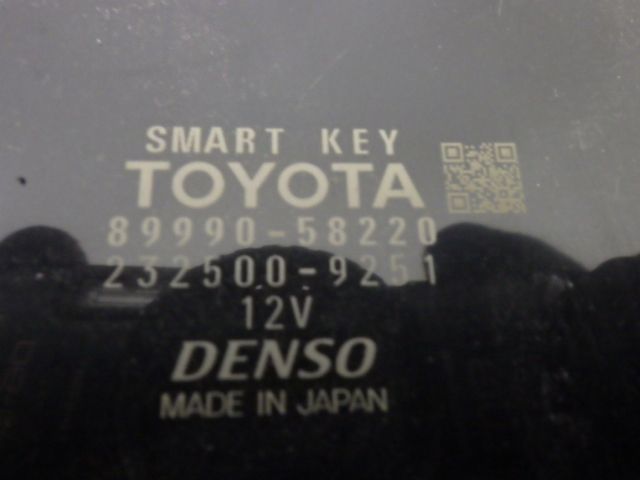 SMART KEY
TOYOTA
89990-58220
232500-9251
12V
DENSO
MADE IN JAPAN